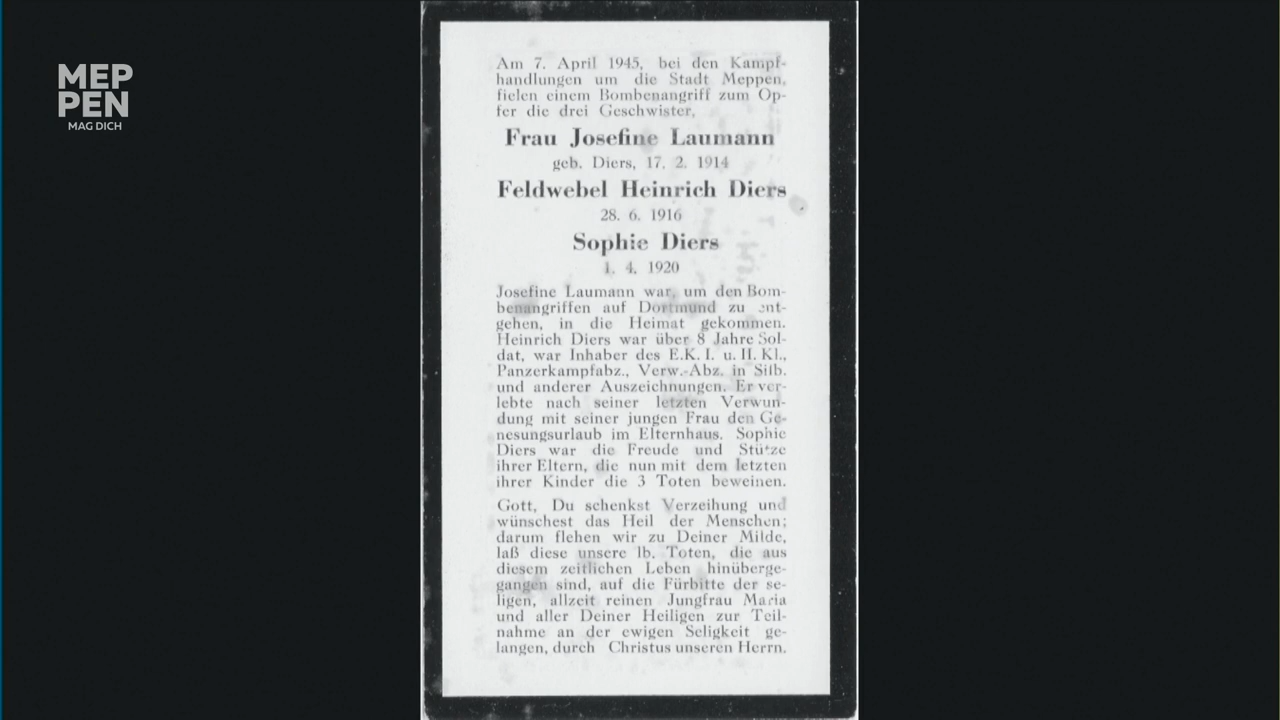 MEP
PEN
MAG DICH
Am 7. April 1945, bei den Kampf-
handlungen um die Stadt Meppen,
fielen einem Bombenangriff zum Op-
fer die drei Geschwister,
Frau Josefine Laumann
geb. Diers, 17. 2. 1914
Feldwebel Heinrich Diers
28. 6. 1916
Sophie Diers
1. 4. 1920
Josefine Laumann war, um den Bom-
benangriffen auf Dortmund zu ent-
gehen, in die Heimat gekommen.
Heinrich Diers war über 8 Jahre Sol-
dat, war Inhaber des E.K. I. u. II. Kl.,
Panzerkampfabz., Verw.-Abz. in Silb.
und anderer Auszeichnungen. Er ver-
lebte nach seiner letzten Verwun-
dung mit seiner jungen Frau den Ge-
nesungsurlaub im Elternhaus. Sophie
Diers war die Freude und Stütze
ihrer Eltern, die nun mit dem letzten
ihrer Kinder die 3 Toten beweinen.
Gott, Du schenkst Verzeihung und
wünschest das Heil der Menschen;
darum flehen wir zu Deiner Milde,
laß diese unsere lb. Toten, die aus
diesem zeitlichen Leben hinüberge-
gangen sind, auf die Fürbitte der se-
ligen, allzeit reinen Jungfrau Maria
und aller Deiner Heiligen zur Teil-
nahme an der ewigen Seligkeit ge-
langen, durch Christus unseren Herrn.